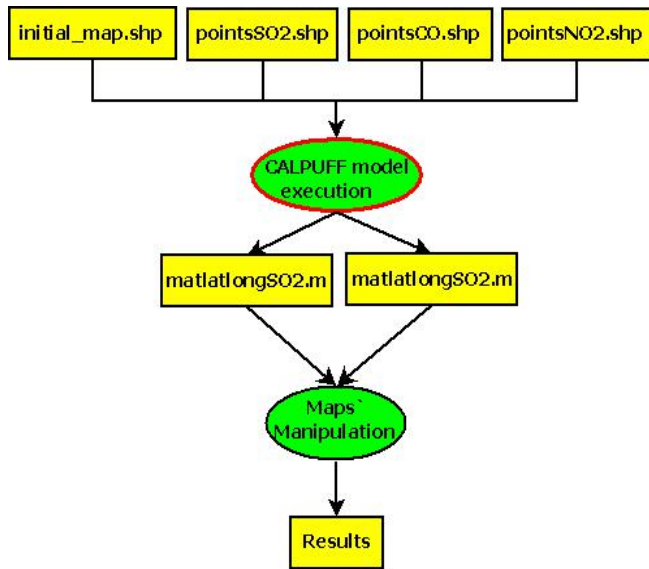 initial_map.shp
pointsSO2.shp
pointsCO.shp
pointsNO2.shp
CALPUFF model
execution
matlatlongSO2.m
matlatlongSO2.m
Maps`
Manipulation
Results